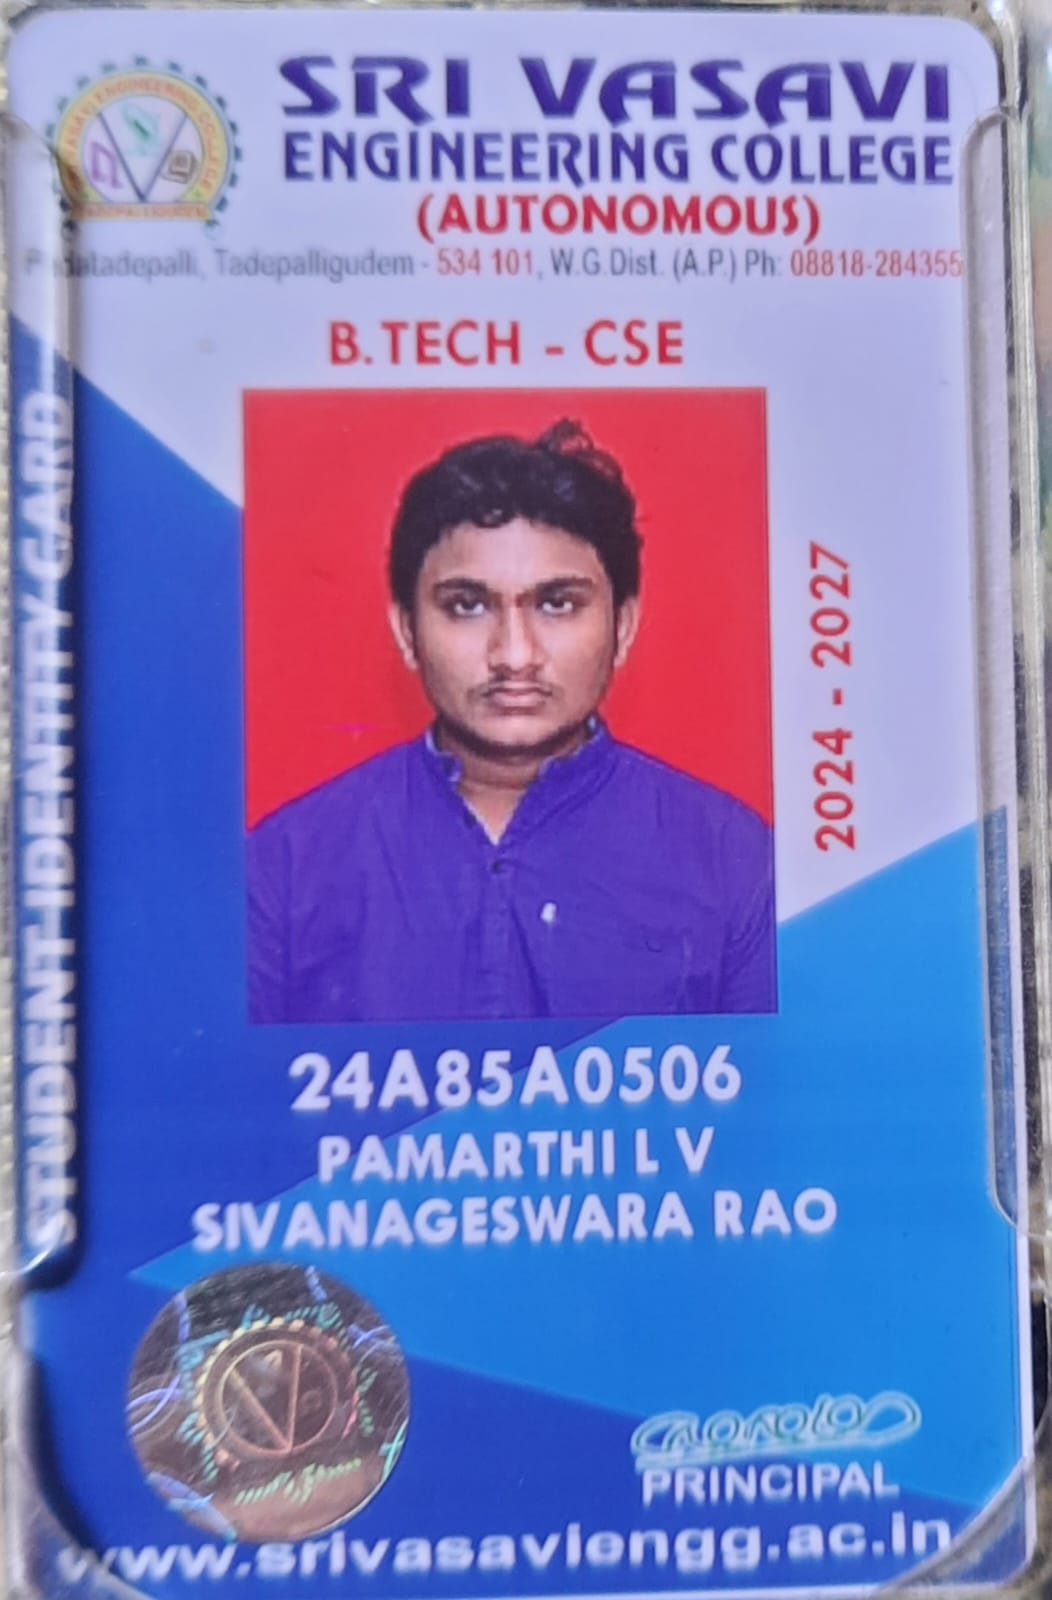 SRI VASAVI
ENGINEERING COLLEGE
(AUTONOMOUS)
Pedatadepalli, Tadepalligudem - 534 101, W.G.Dist. (A.P.) Ph: 08818-284355
B.TECH - CSE
STUDENT IDENTITY CARD
2024 - 2027
24A85A0506
PAMARTHI L V
SIVANAGESWARA RAO
PRINCIPAL
www.srivasaviengg.ac.in